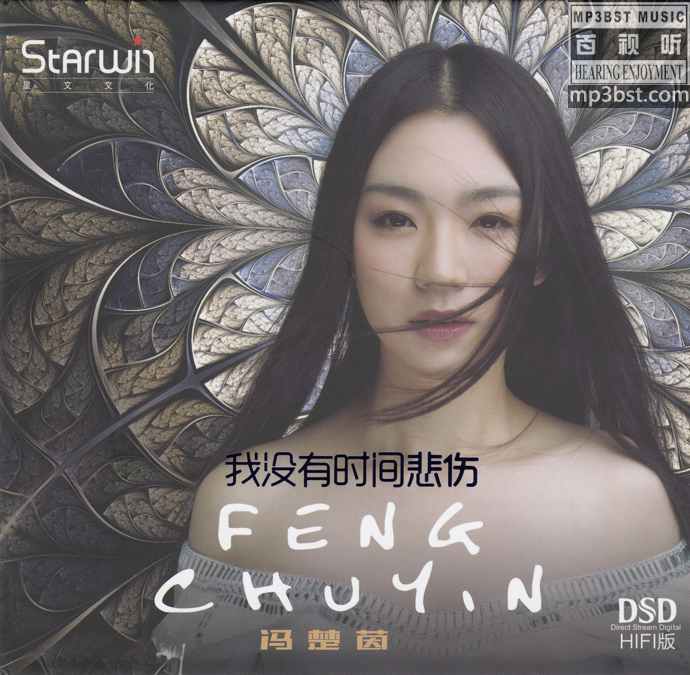 Starwin
星文文化
MP3BST MUSIC
百视听
HEARING ENJOYMENT
mp3bst.com
我没有时间悲伤
FENG
CHUYiN
冯楚茵
DSD
Direct Stream Digital
HIFI版